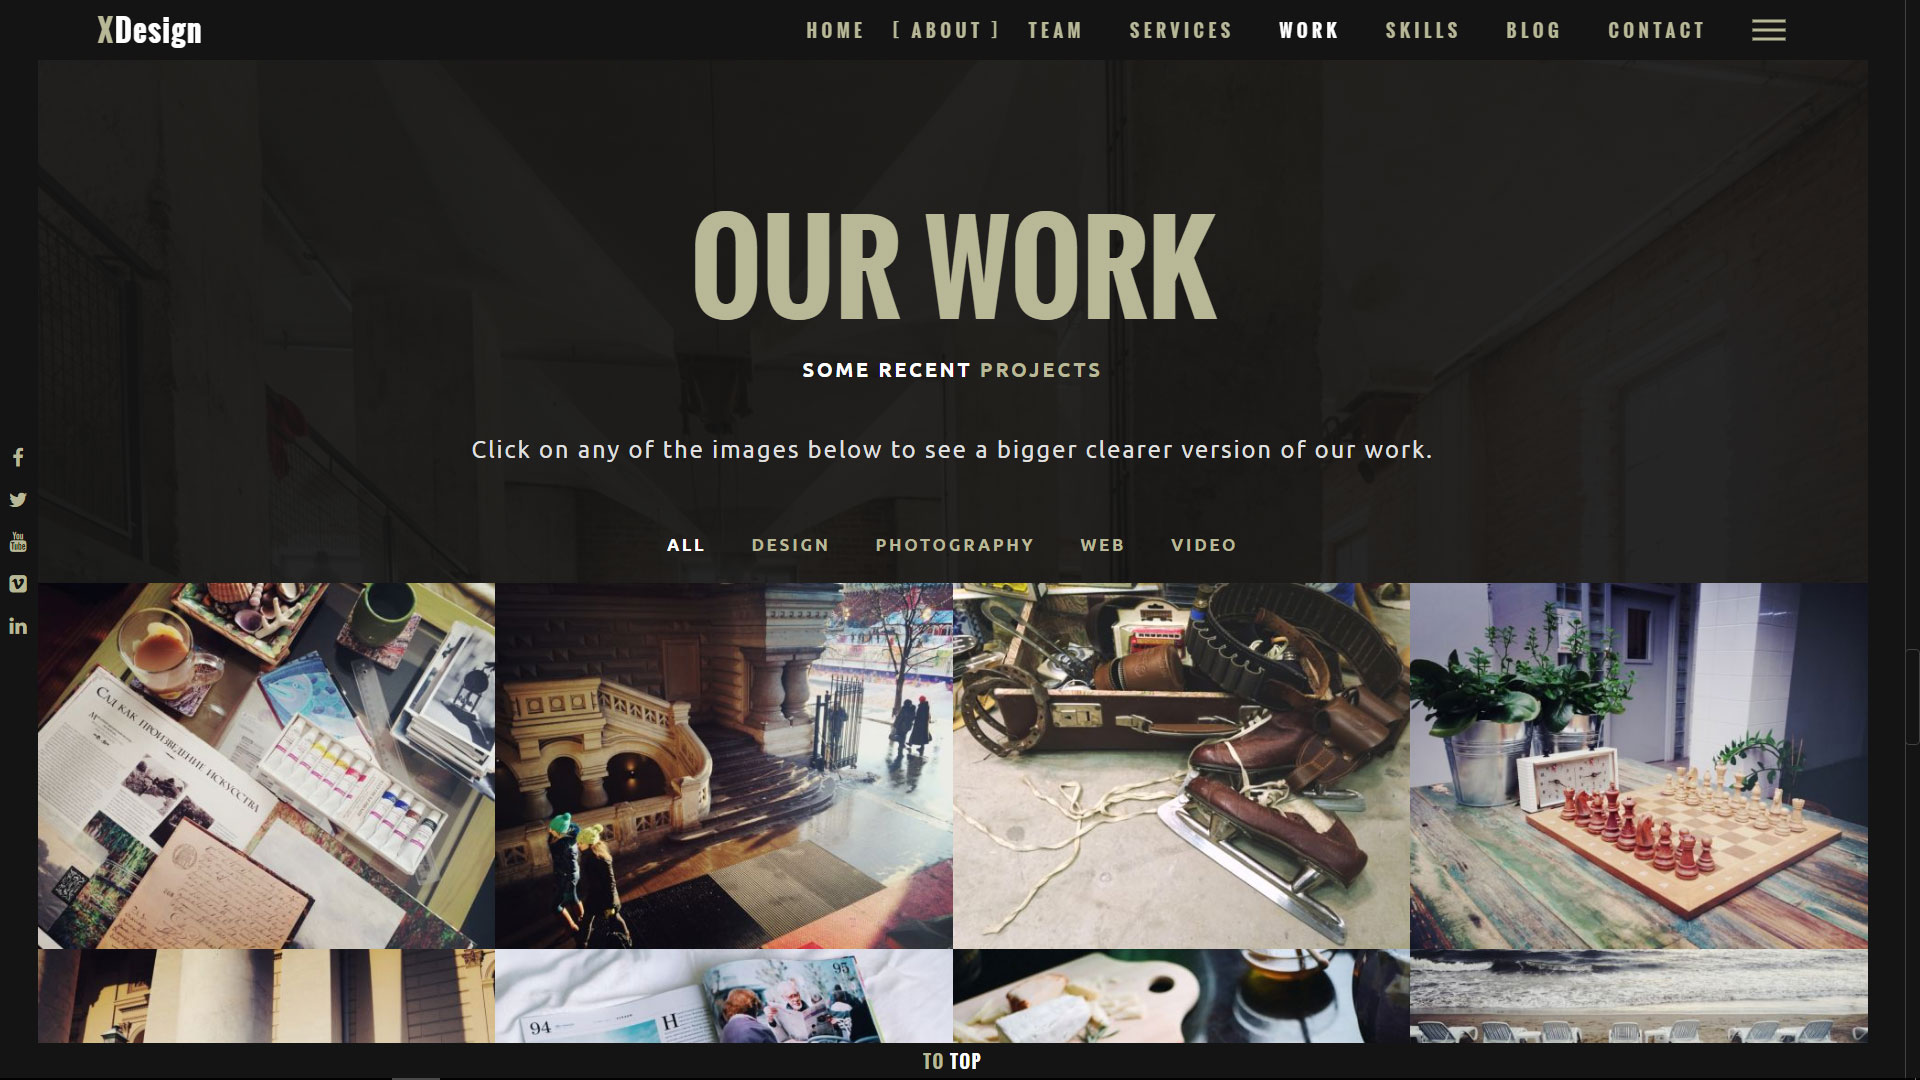 XDesign
HOME [ ABOUT ] TEAM SERVICES WORK SKILLS BLOG CONTACT
OUR WORK
SOME RECENT PROJECTS
Click on any of the images below to see a bigger clearer version of our work.
ALL DESIGN PHOTOGRAPHY WEB VIDEO
You
Tube
САД КАК ПРОИЗВЕДЕНИЕ ИСКУССТВА
94
H
95
TO TOP